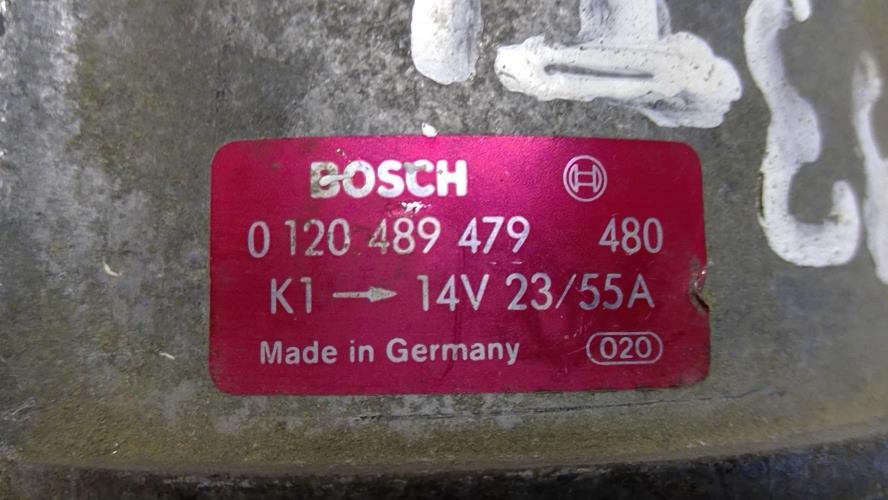 BOSCH
0 120 489 479 480
K1 → 14V 23/55A
Made in Germany 020